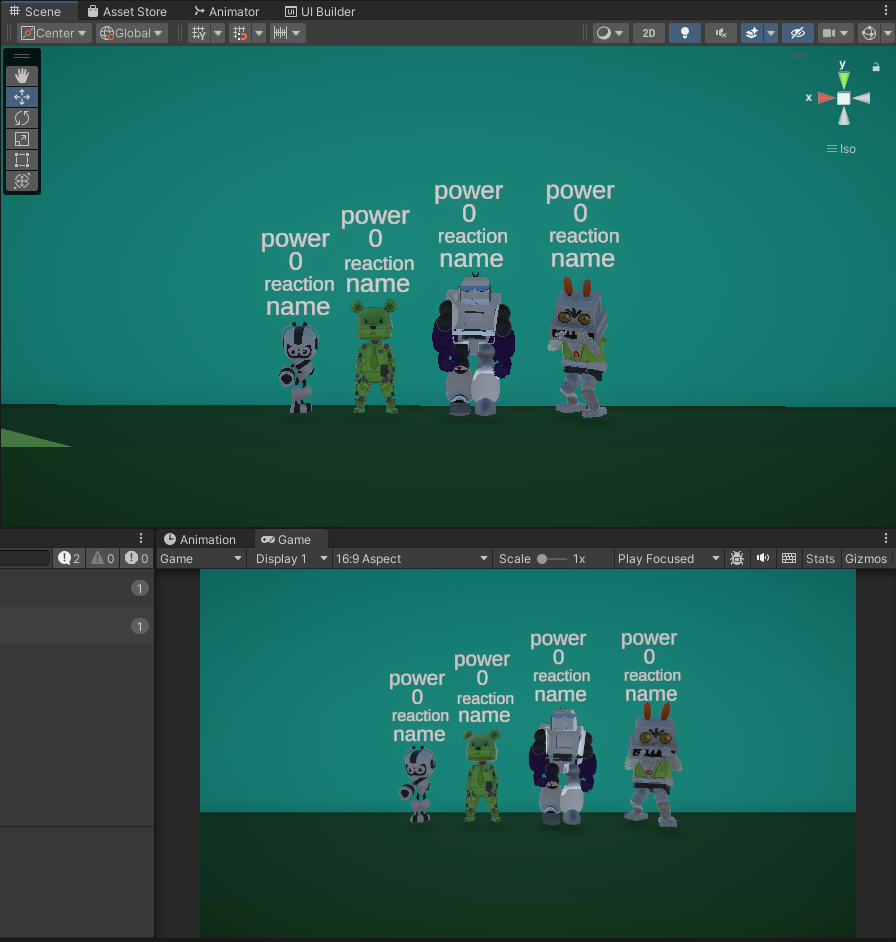 Scene Asset Store Animator UI Builder
Center Global 2D
y
x
Iso
power
0
reaction
name
power
0
reaction
name
power
0
reaction
name
power
0
reaction
name
Animation Game
2 0 0 Game Display 1 16:9 Aspect Scale 1x Play Focused Stats Gizmos
1
1
power
0
reaction
name
power
0
reaction
name
power
0
reaction
name
power
0
reaction
name